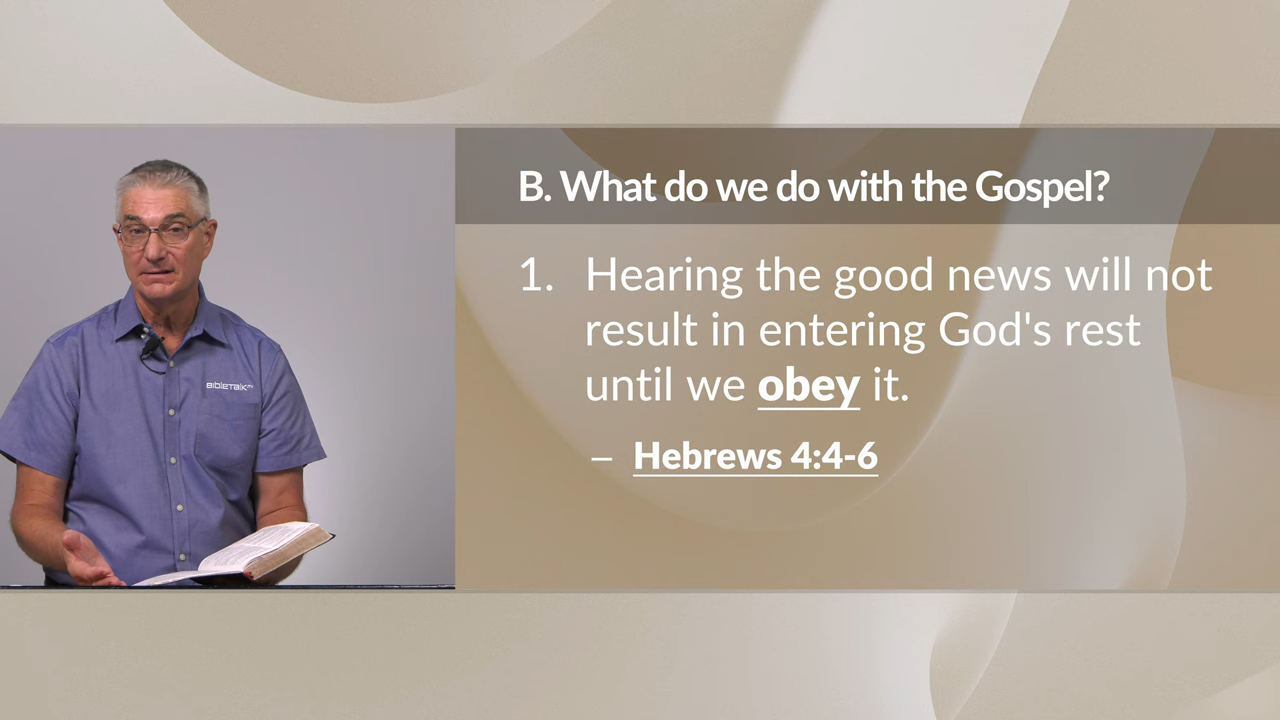 BIBLETALK.TV
B. What do we do with the Gospel?
1. Hearing the good news will not
result in entering God's rest
until we obey it.
– Hebrews 4:4-6